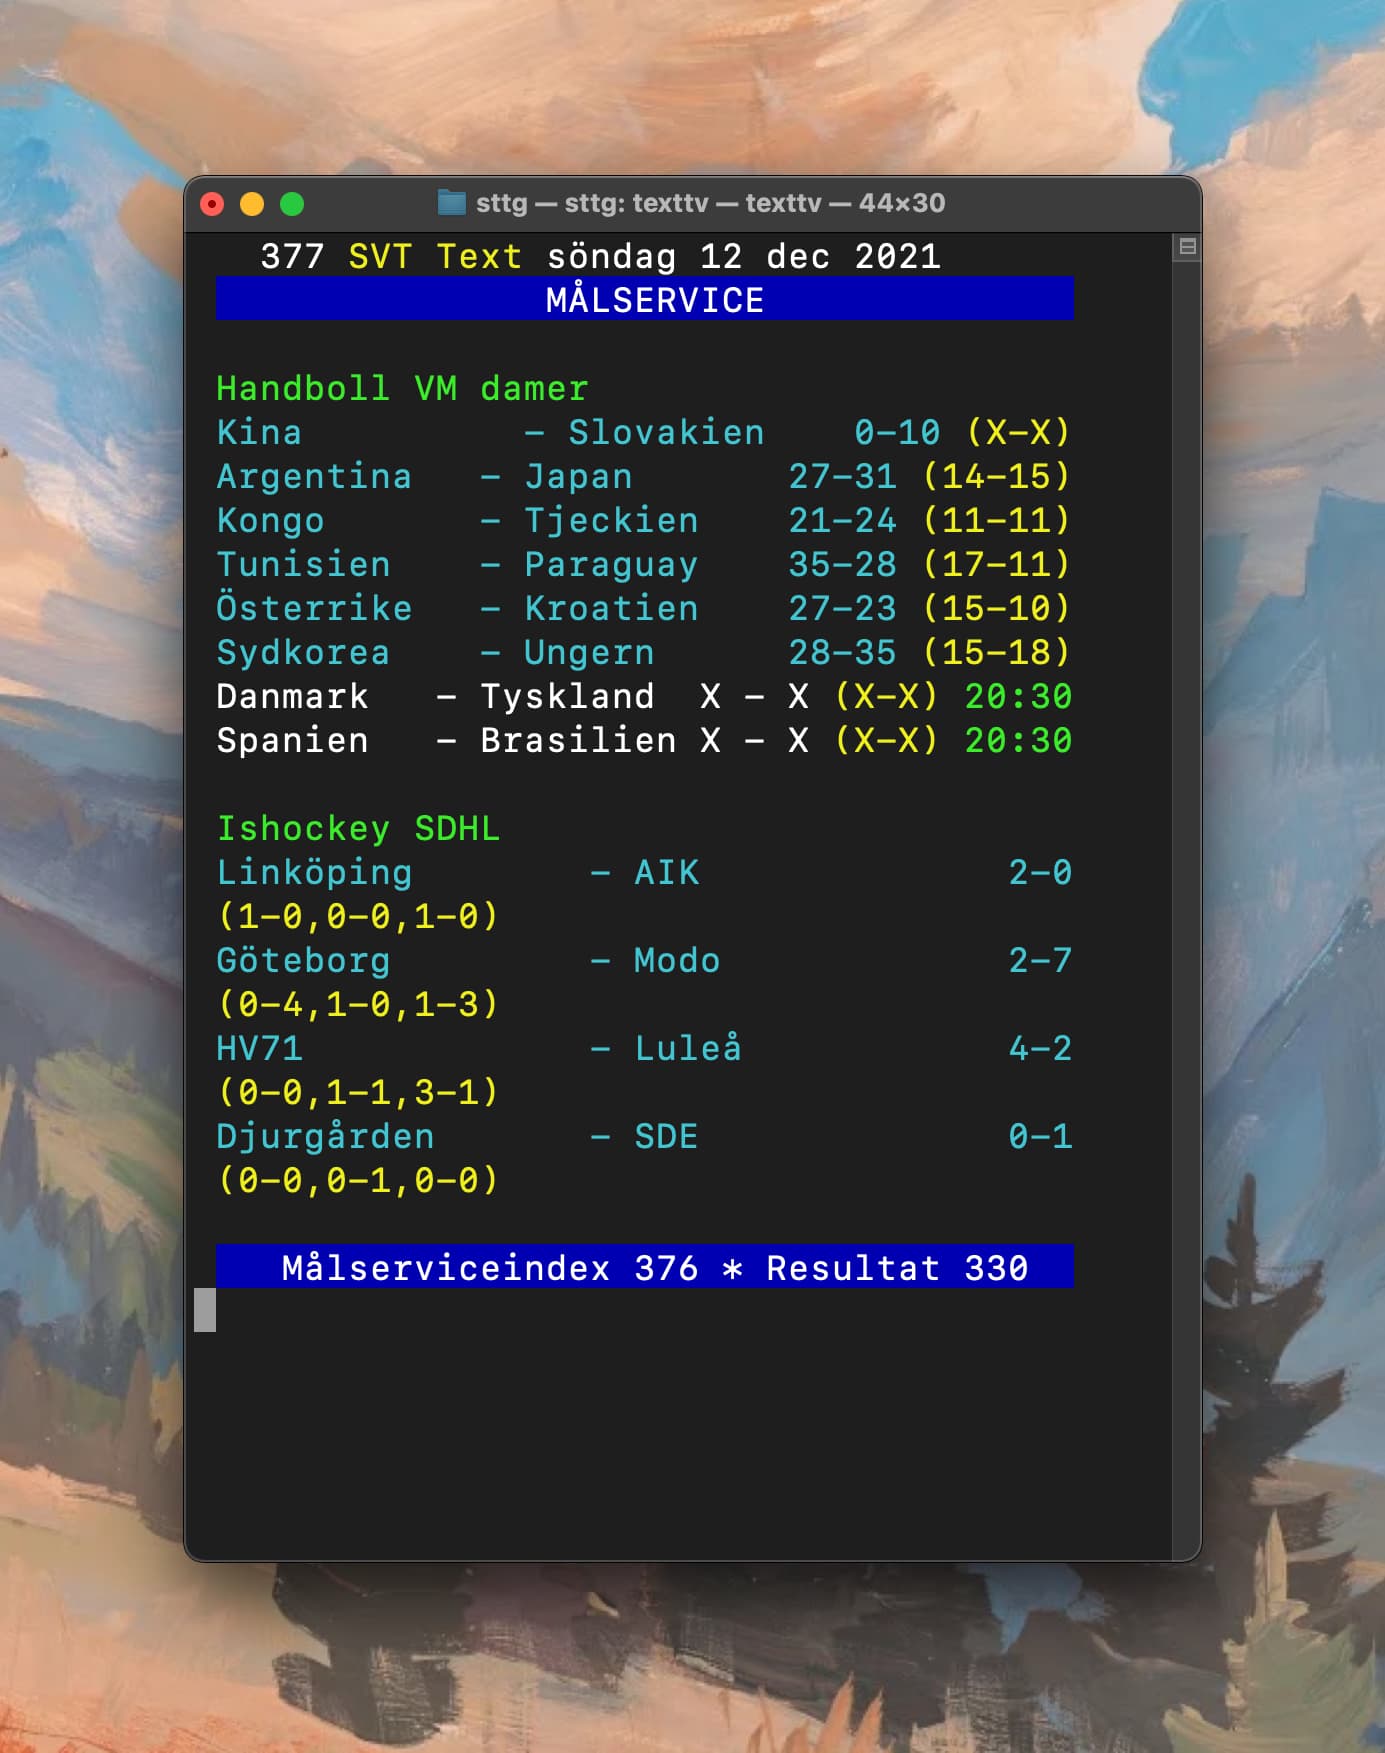 sttg — sttg: texttv — texttv — 44×30
377 SVT Text söndag 12 dec 2021
MÅLSERVICE
Handboll VM damer
Kina – Slovakien 0–10 (X–X)
Argentina – Japan 27–31 (14–15)
Kongo – Tjeckien 21–24 (11–11)
Tunisien – Paraguay 35–28 (17–11)
Österrike – Kroatien 27–23 (15–10)
Sydkorea – Ungern 28–35 (15–18)
Danmark – Tyskland X – X (X–X) 20:30
Spanien – Brasilien X – X (X–X) 20:30
Ishockey SDHL
Linköping – AIK 2–0
(1–0,0–0,1–0)
Göteborg – Modo 2–7
(0–4,1–0,1–3)
HV71 – Luleå 4–2
(0–0,1–1,3–1)
Djurgården – SDE 0–1
(0–0,0–1,0–0)
Målserviceindex 376 * Resultat 330